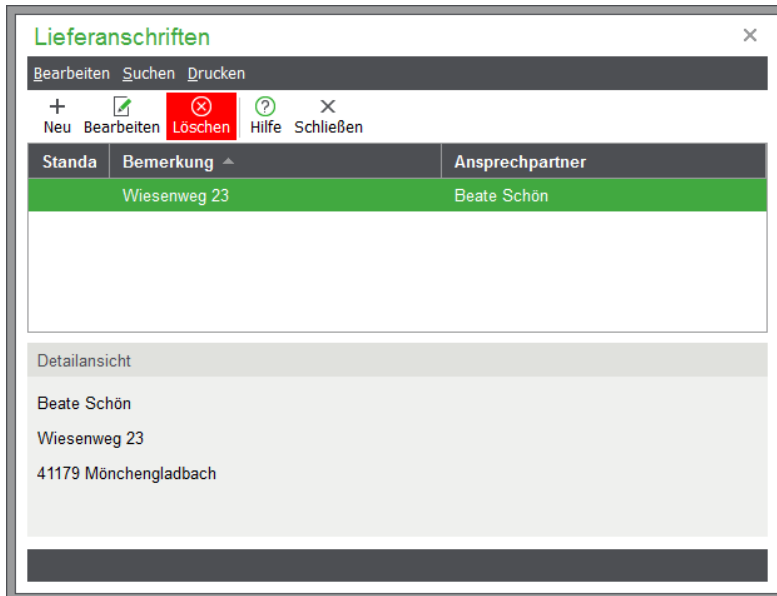 Lieferanschriften
Bearbeiten Suchen Drucken
Neu Bearbeiten Löschen Hilfe Schließen
Standa Bemerkung Ansprechpartner
Wiesenweg 23 Beate Schön
Detailansicht
Beate Schön
Wiesenweg 23
41179 Mönchengladbach